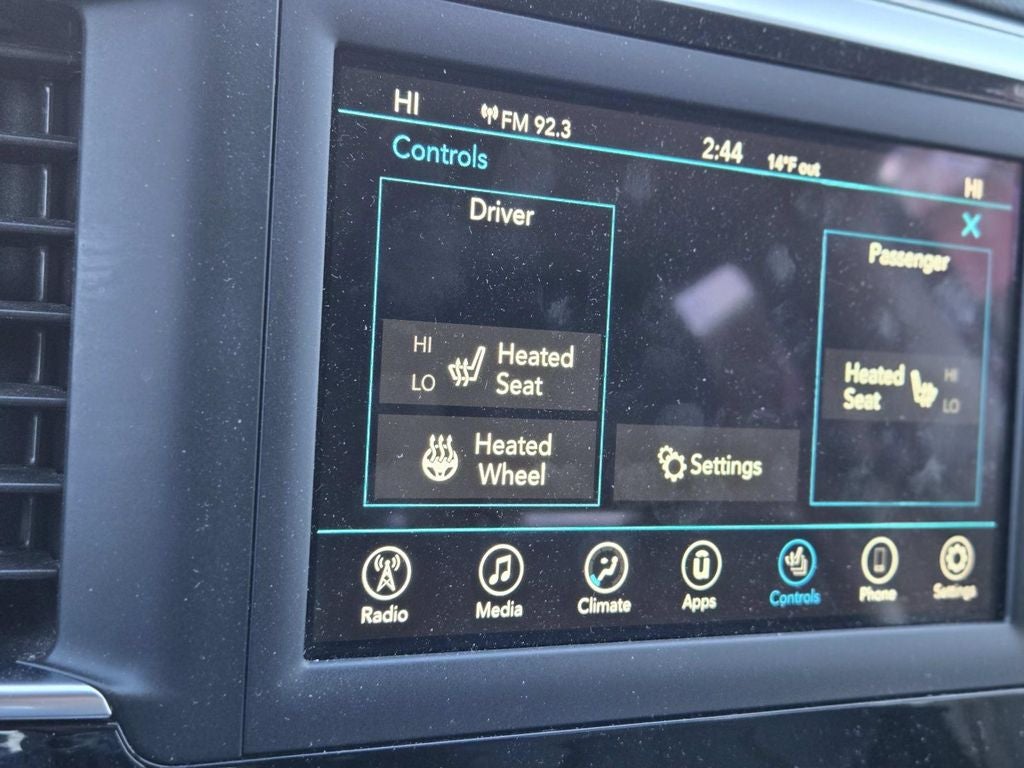 HI FM 92.3 2:44 14°F out HI
Controls X
Driver
Passenger
HI
LO
Heated
Seat
Heated
Seat
HI
LO
Heated
Wheel
Settings
Radio Media Climate Apps Controls Phone Settings